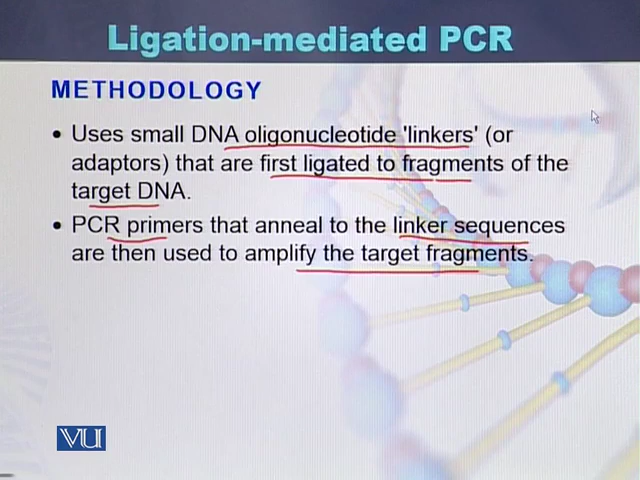 Ligation-mediated PCR
METHODOLOGY
• Uses small DNA oligonucleotide 'linkers' (or
adaptors) that are first ligated to fragments of the
target DNA.
• PCR primers that anneal to the linker sequences
are then used to amplify the target fragments.
VU